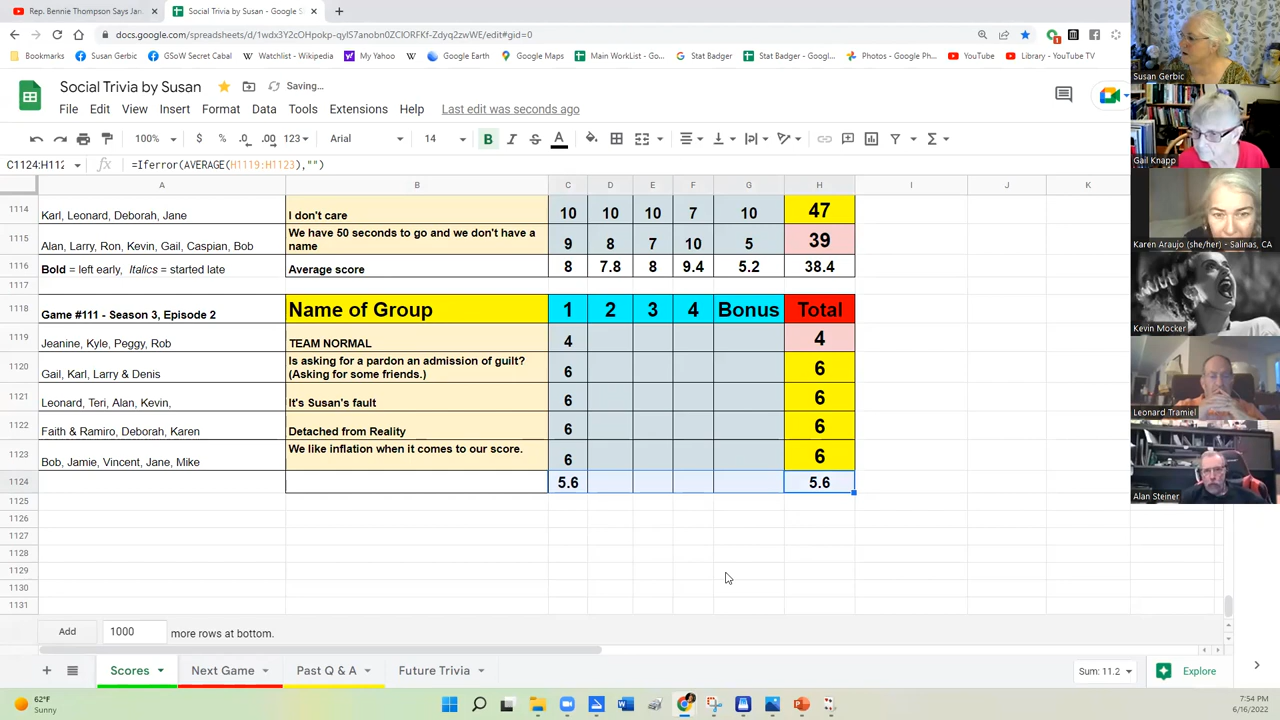 Rep. Bennie Thompson Says Jan.
Social Trivia by Susan - Google S
docs.google.com/spreadsheets/d/1wdx3Y2cOHpokp-qyIS7anobn0ZClORFKf-Zdyq2zwWE/edit#gid=0
Bookmarks
Susan Gerbic
GSoW Secret Cabal
Watchlist - Wikipedia
My Yahoo
Google Earth
Google Maps
Main WorkList - Go...
Stat Badger
Stat Badger - Googl...
Photos - Google Ph...
YouTube
Library - YouTube TV
Social Trivia by Susan
Saving...
File Edit View Insert Format Data Tools Extensions Help Last edit was seconds ago
100% $ % .0 .00 123 Arial 14 B I S A
C1124:H112 fx =Iferror(AVERAGE(H1119:H1123),"")
A B C D E F G H I J K
1114 Karl, Leonard, Deborah, Jane I don't care 10 10 10 7 10 47
1115 Alan, Larry, Ron, Kevin, Gail, Caspian, Bob We have 50 seconds to go and we don't have a name 9 8 7 10 5 39
1116 Bold = left early, Italics = started late Average score 8 7.8 8 9.4 5.2 38.4
1117
1118 Game #111 - Season 3, Episode 2 Name of Group 1 2 3 4 Bonus Total
1119 Jeanine, Kyle, Peggy, Rob TEAM NORMAL 4 4
1120 Gail, Karl, Larry & Denis Is asking for a pardon an admission of guilt? (Asking for some friends.) 6 6
1121 Leonard, Teri, Alan, Kevin, It's Susan's fault 6 6
1122 Faith & Ramiro, Deborah, Karen Detached from Reality 6 6
1123 Bob, Jamie, Vincent, Jane, Mike We like inflation when it comes to our score. 6 6
1124 5.6 5.6
1125
1126
1127
1128
1129
1130
1131
Add 1000 more rows at bottom.
Scores Next Game Past Q & A Future Trivia
Sum: 11.2
Explore
62°F
Sunny
7:54 PM
6/16/2022
Susan Gerbic
Gail Knapp
Karen Araujo (she/her) - Salinas, CA
Kevin Mocker
Leonard Tramiel
Alan Steiner